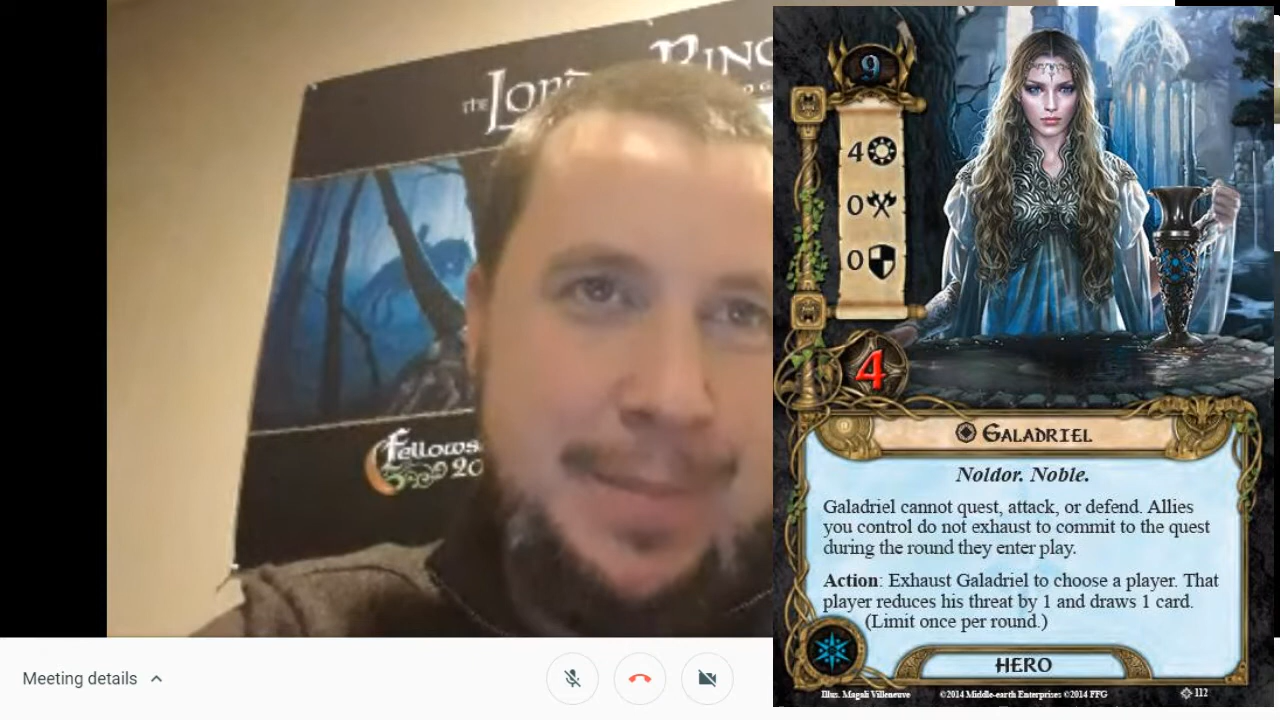 THE LORD
RING
Fellows
20
9
4
0
0
4
GALADRIEL
Noldor. Noble.
Galadriel cannot quest, attack, or defend. Allies
you control do not exhaust to commit to the quest
during the round they enter play.
Action: Exhaust Galadriel to choose a player. That
player reduces his threat by 1 and draws 1 card.
(Limit once per round.)
HERO
Illus. Magali Villeneuve ©2014 Middle-earth Enterprises ©2014 FFG 112
Meeting details